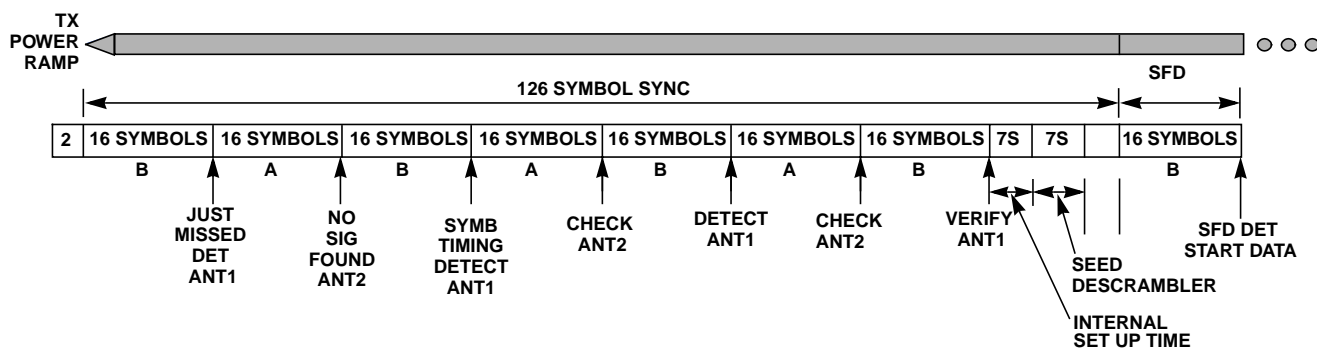 TX
POWER
RAMP
SFD
126 SYMBOL SYNC
2 16 SYMBOLS 16 SYMBOLS 16 SYMBOLS 16 SYMBOLS 16 SYMBOLS 16 SYMBOLS 16 SYMBOLS 7S 7S 16 SYMBOLS
B A B A B A B B
JUST
MISSED
DET
ANT1
NO
SIG
FOUND
ANT2
SYMB
TIMING
DETECT
ANT1
CHECK
ANT2
DETECT
ANT1
CHECK
ANT2
VERIFY
ANT1
SFD DET
START DATA
SEED
DESCRAMBLER
INTERNAL
SET UP TIME